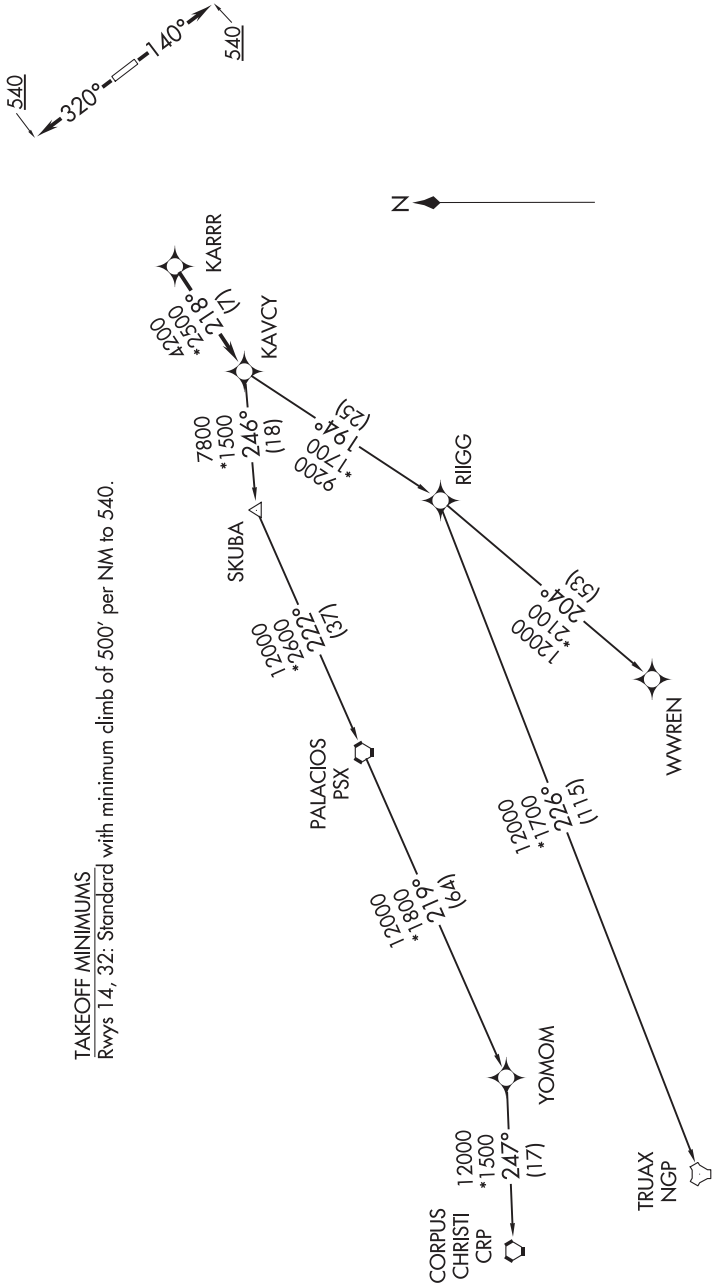 TAKEOFF MINIMUMS
Rwys 14, 32: Standard with minimum climb of 500' per NM to 540.
540
320°
140°
540
N
KARRR
4200
*2500
218°
(7)
KAVCY
7800
*1500
246°
(18)
9200
*1700
194°
(25)
SKUBA
RIIGG
12000
*2600
222°
(37)
12000
*2100
204°
(53)
PALACIOS
PSX
WWREN
12000
*1700
226°
(115)
12000
*1800
219°
(64)
YOMOM
12000
*1500
247°
(17)
CORPUS
CHRISTI
CRP
TRUAX
NGP